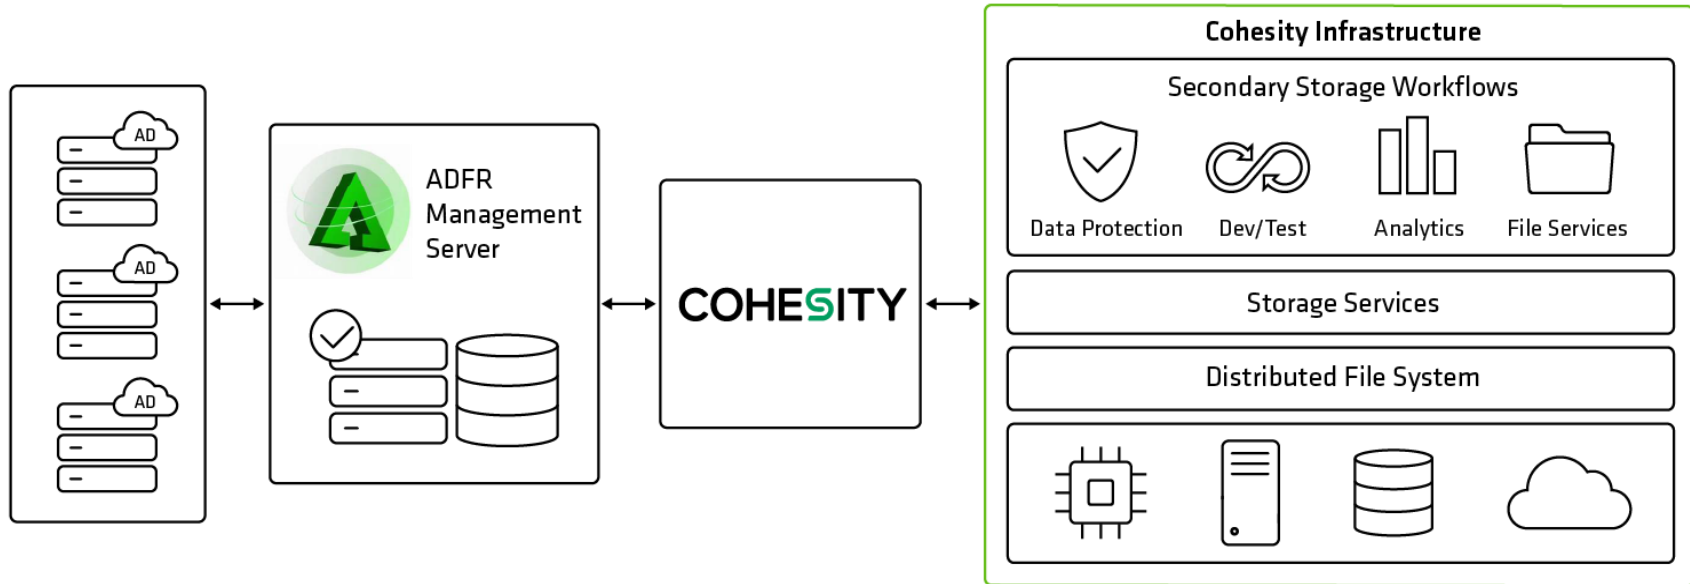 AD
AD
AD
ADFR
Management
Server
COHESITY
Cohesity Infrastructure
Secondary Storage Workflows
Data Protection
Dev/Test
Analytics
File Services
Storage Services
Distributed File System